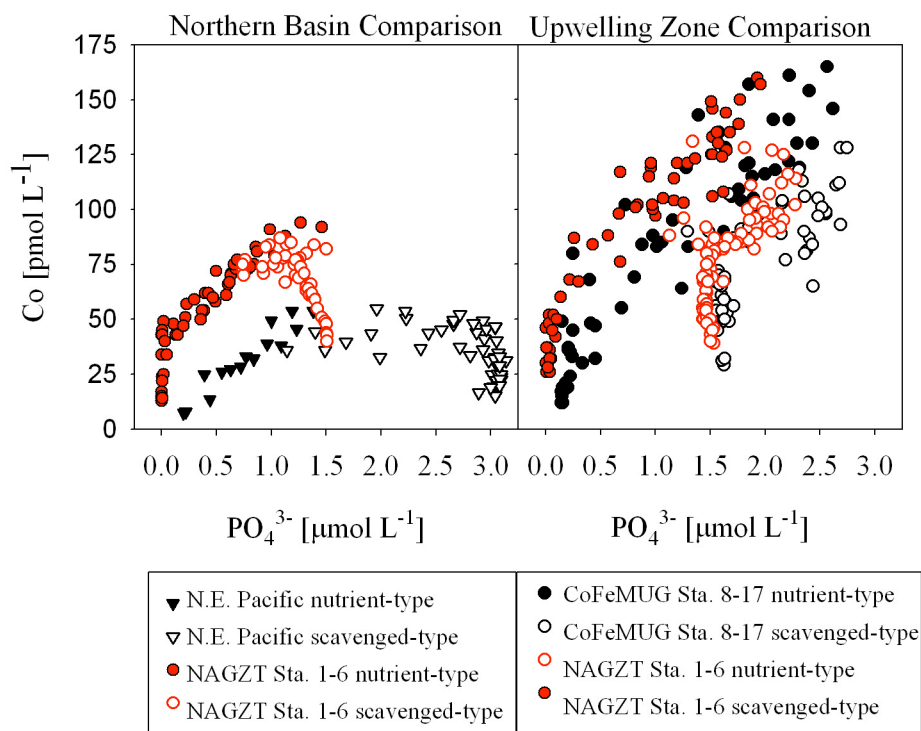 Northern Basin Comparison
Upwelling Zone Comparison
Co [pmol L⁻¹]
175
150
125
100
75
50
25
0
0.0 0.5 1.0 1.5 2.0 2.5 3.0
0.0 0.5 1.0 1.5 2.0 2.5 3.0
PO₄³⁻ [μmol L⁻¹]
PO₄³⁻ [μmol L⁻¹]
N.E. Pacific nutrient-type
N.E. Pacific scavenged-type
NAGZT Sta. 1-6 nutrient-type
NAGZT Sta. 1-6 scavenged-type
CoFeMUG Sta. 8-17 nutrient-type
CoFeMUG Sta. 8-17 scavenged-type
NAGZT Sta. 1-6 nutrient-type
NAGZT Sta. 1-6 scavenged-type